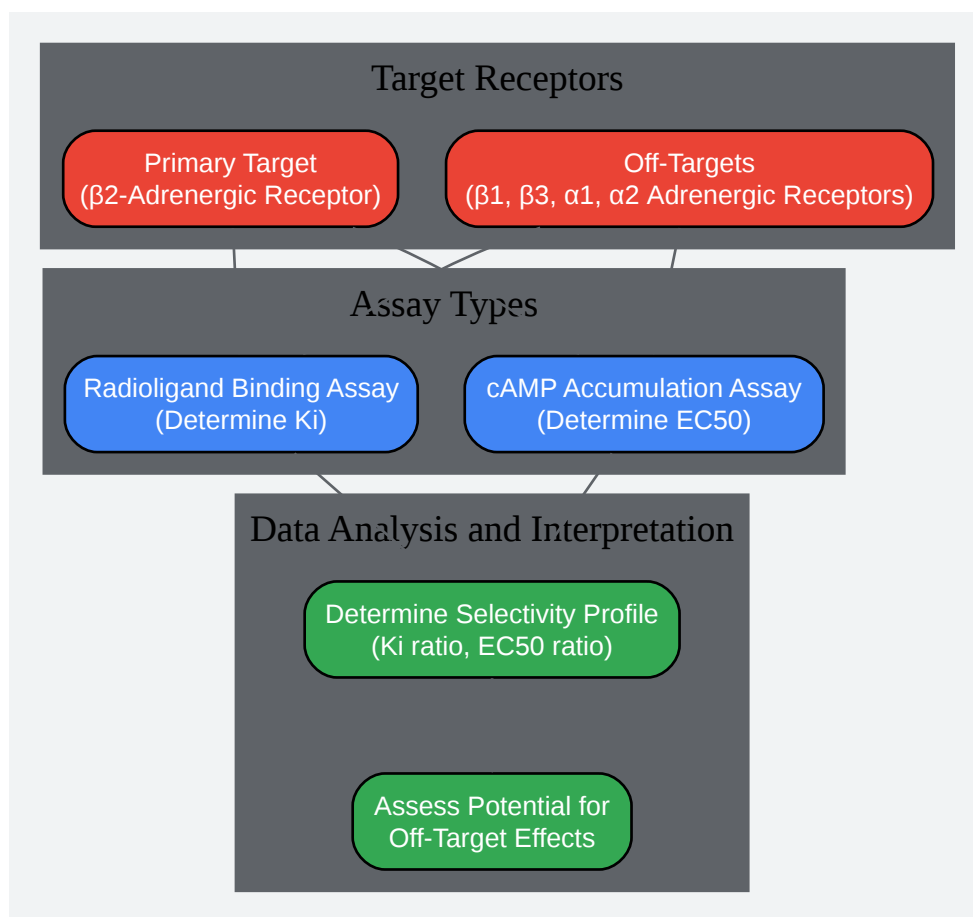 Target Receptors
Primary Target
(β2-Adrenergic Receptor)
Off-Targets
(β1, β3, α1, α2 Adrenergic Receptors)
Assay Types
Radioligand Binding Assay
(Determine Ki)
cAMP Accumulation Assay
(Determine EC50)
Data Analysis and Interpretation
Determine Selectivity Profile
(Ki ratio, EC50 ratio)
Assess Potential for
Off-Target Effects